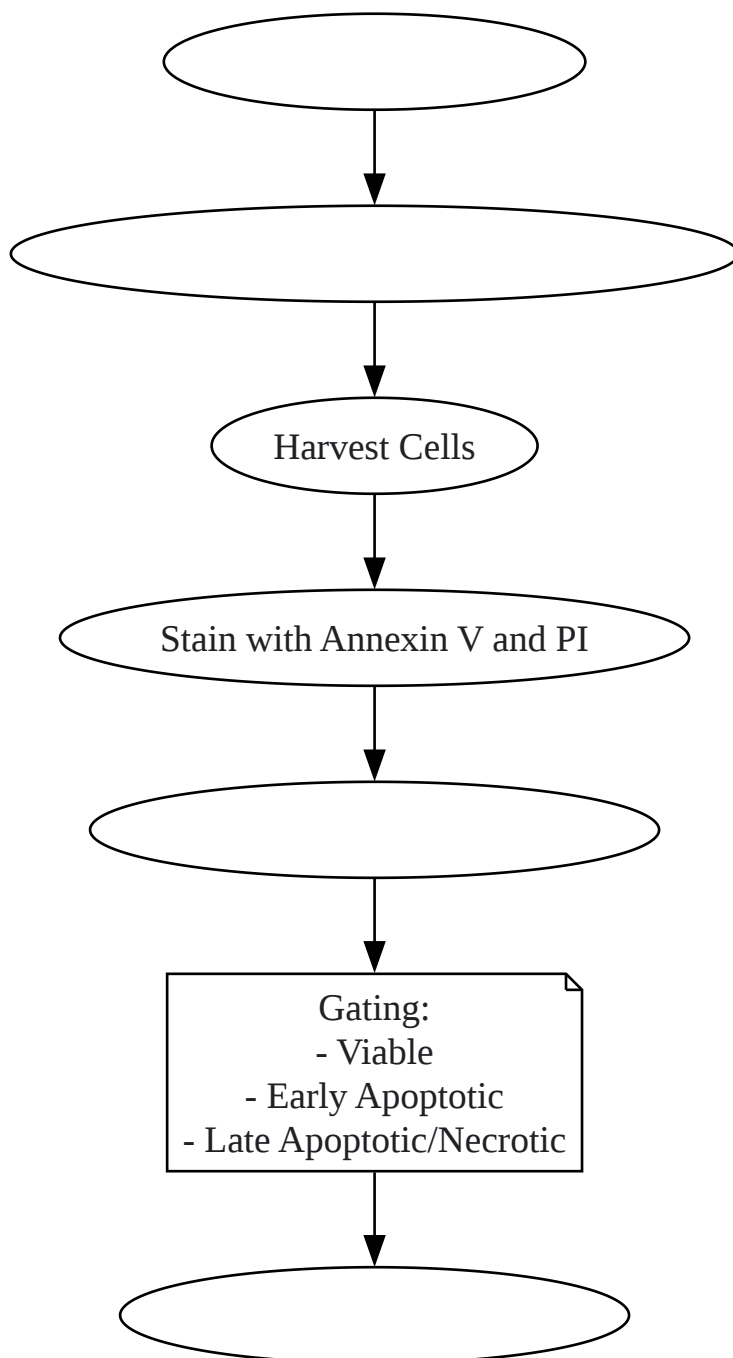 Harvest Cells
Stain with Annexin V and PI
Gating:
- Viable
- Early Apoptotic
- Late Apoptotic/Necrotic